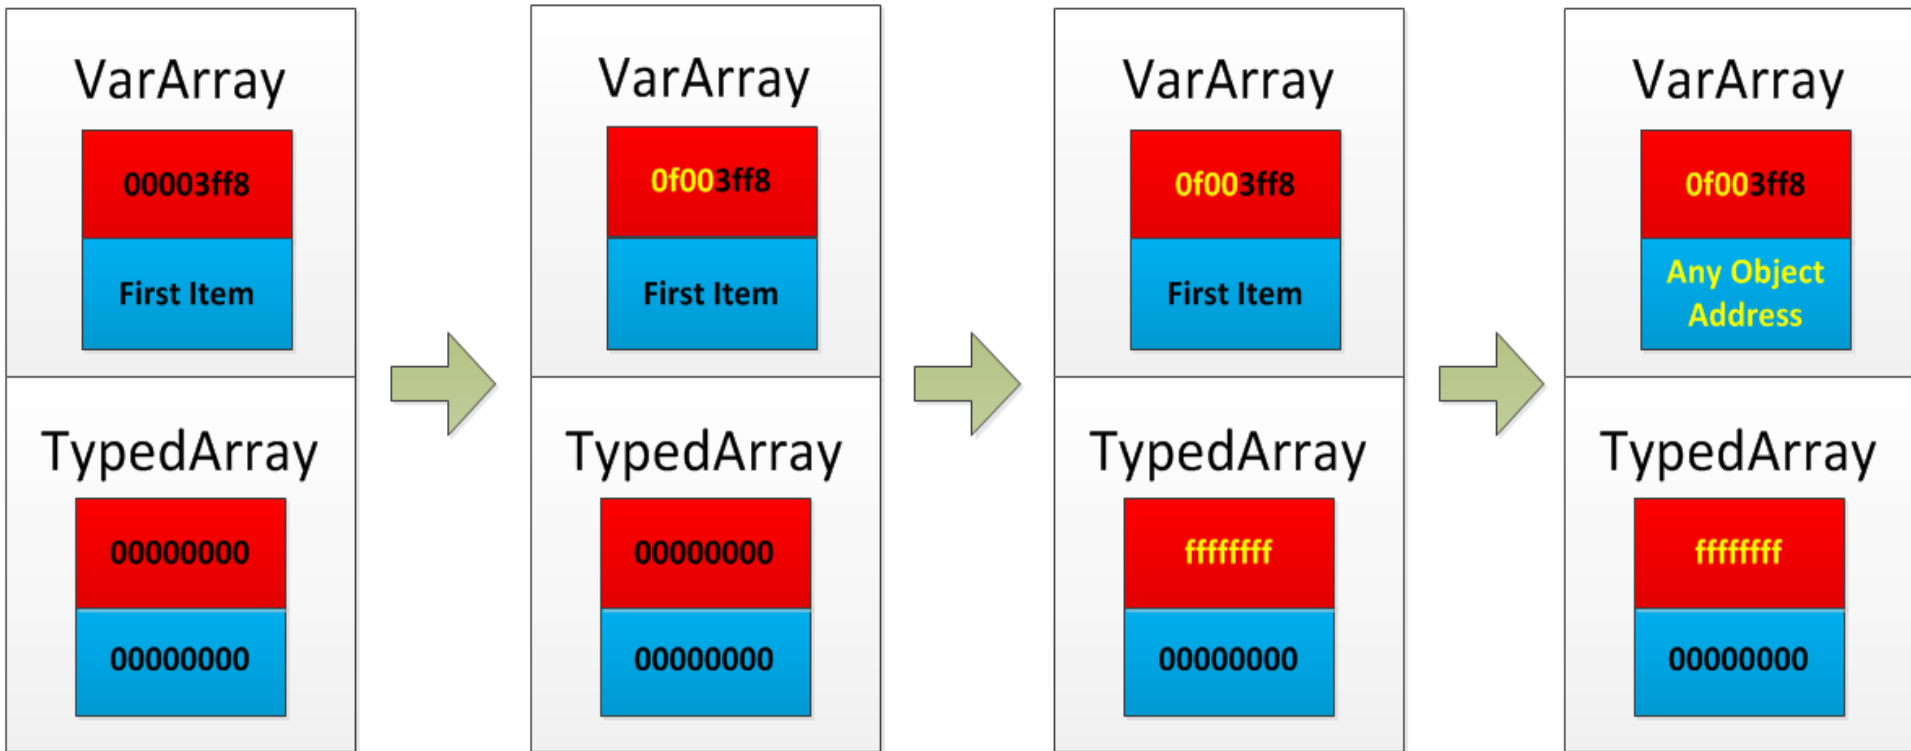 VarArray
00003ff8
First Item
TypedArray
00000000
00000000
VarArray
0f003ff8
First Item
TypedArray
00000000
00000000
VarArray
0f003ff8
First Item
TypedArray
ffffffff
00000000
VarArray
0f003ff8
Any Object
Address
TypedArray
ffffffff
00000000